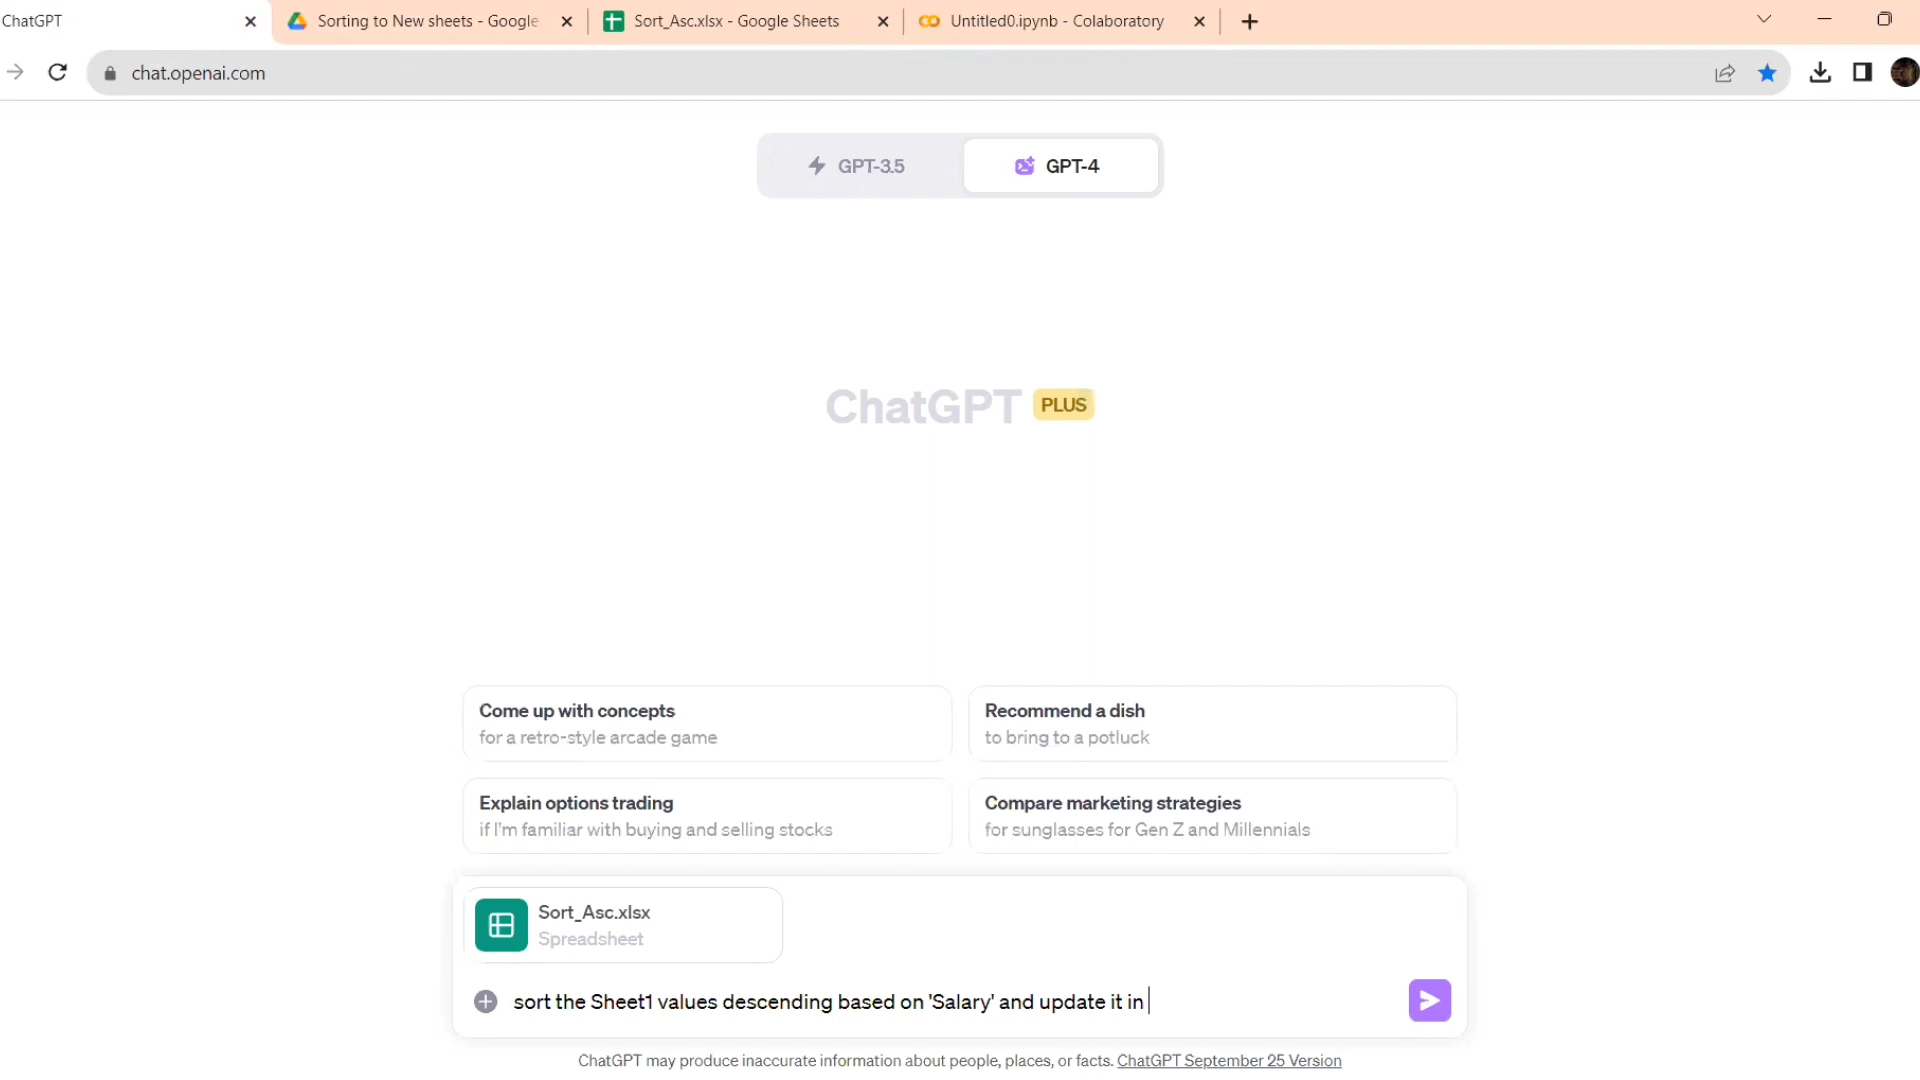 ChatGPT
Sorting to New sheets - Google
Sort_Asc.xlsx - Google Sheets
Untitled0.ipynb - Colaboratory
chat.openai.com
GPT-3.5
GPT-4
ChatGPT PLUS
Come up with concepts
for a retro-style arcade game
Recommend a dish
to bring to a potluck
Explain options trading
if I'm familiar with buying and selling stocks
Compare marketing strategies
for sunglasses for Gen Z and Millennials
Sort_Asc.xlsx
Spreadsheet
sort the Sheet1 values descending based on 'Salary' and update it in
ChatGPT may produce inaccurate information about people, places, or facts. ChatGPT September 25 Version